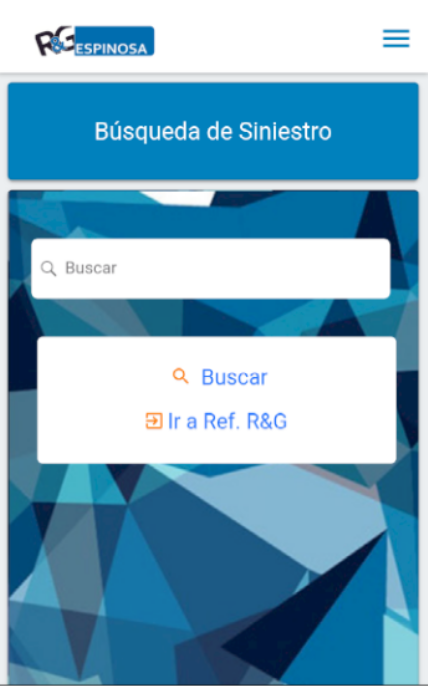 R&G ESPINOSA
Búsqueda de Siniestro
Buscar
Buscar
Ir a Ref. R&G